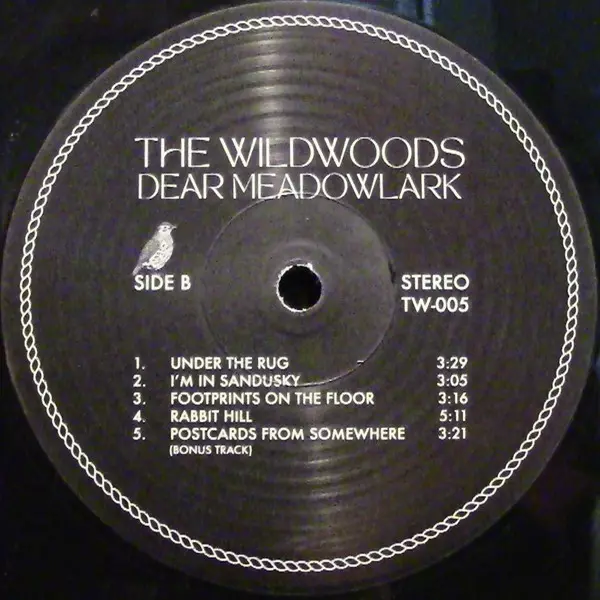 THE WILDWOODS
DEAR MEADOWLARK
SIDE B
STEREO
TW-005
1. UNDER THE RUG 3:29
2. I'M IN SANDUSKY 3:05
3. FOOTPRINTS ON THE FLOOR 3:16
4. RABBIT HILL 5:11
5. POSTCARDS FROM SOMEWHERE 3:21
(BONUS TRACK)